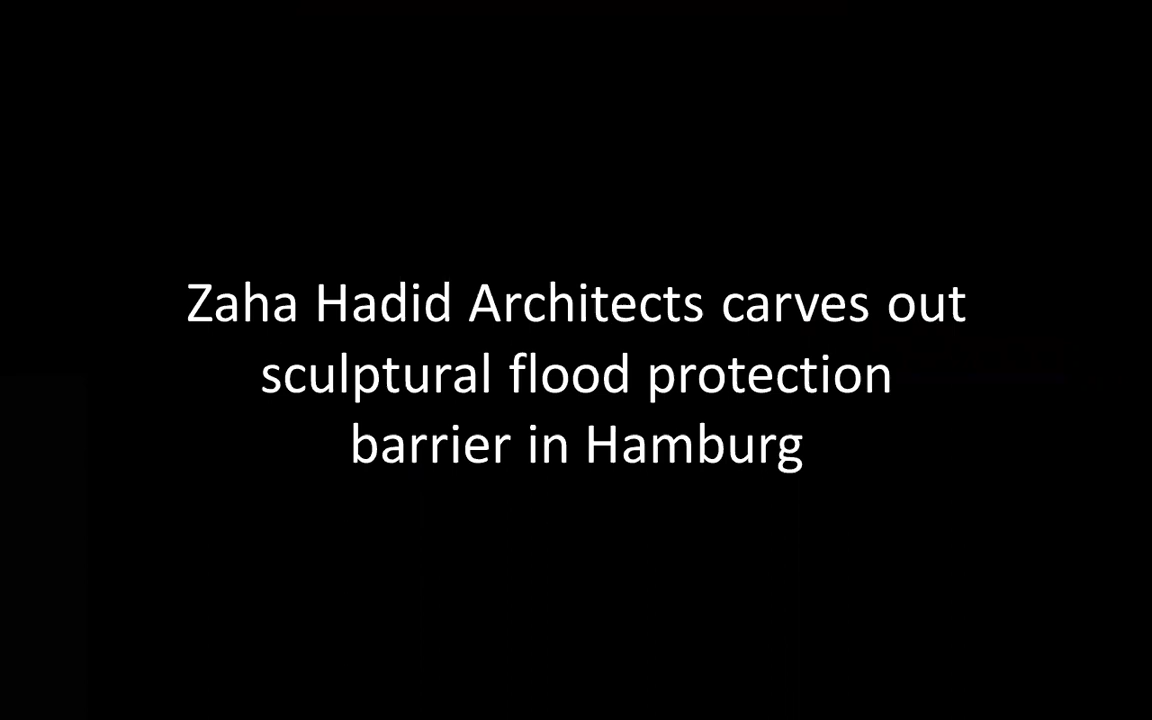 Zaha Hadid Architects carves out
sculptural flood protection
barrier in Hamburg